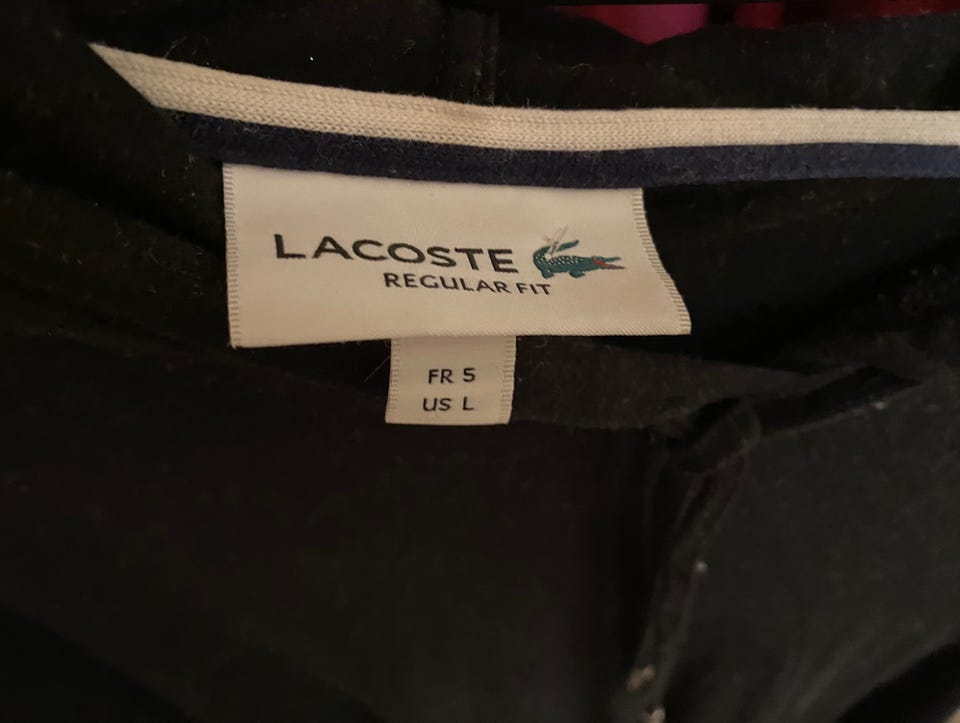 LACOSTE
REGULAR FIT
FR 5
US L